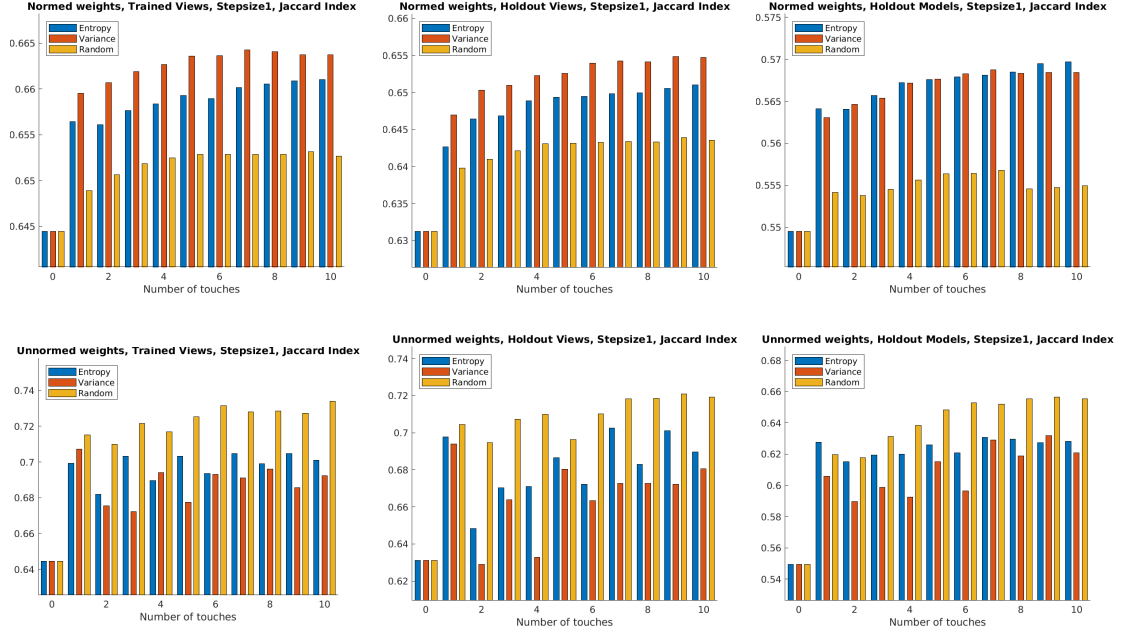 Normed weights, Trained Views, Stepsize1, Jaccard Index
Entropy
Variance
Random
0.665
0.66
0.655
0.65
0.645
0 2 4 6 8 10
Number of touches
Normed weights, Holdout Views, Stepsize1, Jaccard Index
Entropy
Variance
Random
0.66
0.655
0.65
0.645
0.64
0.635
0.63
0 2 4 6 8 10
Number of touches
Normed weights, Holdout Models, Stepsize1, Jaccard Index
Entropy
Variance
Random
0.575
0.57
0.565
0.56
0.555
0.55
0 2 4 6 8 10
Number of touches
Unnormed weights, Trained Views, Stepsize1, Jaccard Index
Entropy
Variance
Random
0.74
0.72
0.7
0.68
0.66
0.64
0 2 4 6 8 10
Number of touches
Unnormed weights, Holdout Views, Stepsize1, Jaccard Index
Entropy
Variance
Random
0.74
0.72
0.7
0.68
0.66
0.64
0.62
0 2 4 6 8 10
Number of touches
Unnormed weights, Holdout Models, Stepsize1, Jaccard Index
Entropy
Variance
Random
0.68
0.66
0.64
0.62
0.6
0.58
0.56
0.54
0 2 4 6 8 10
Number of touches